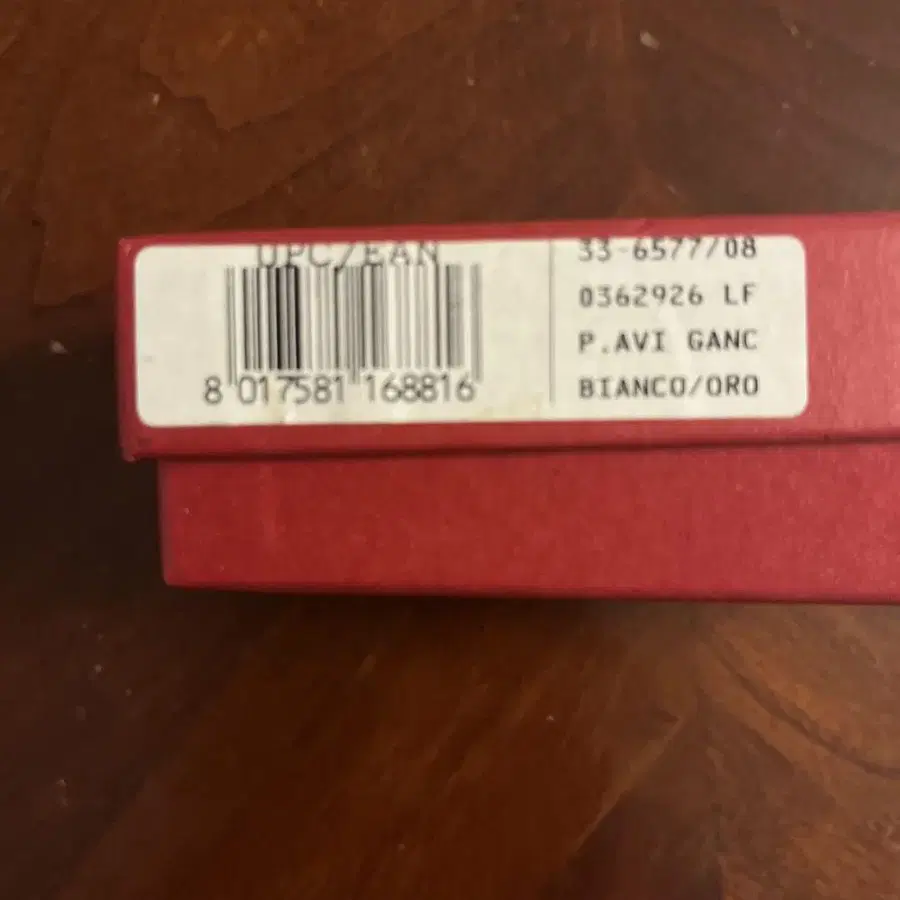 UPC/EAN
8 017581 168816
33-6577/08
0362926 LF
P.AVI GANC
BIANCO/ORO